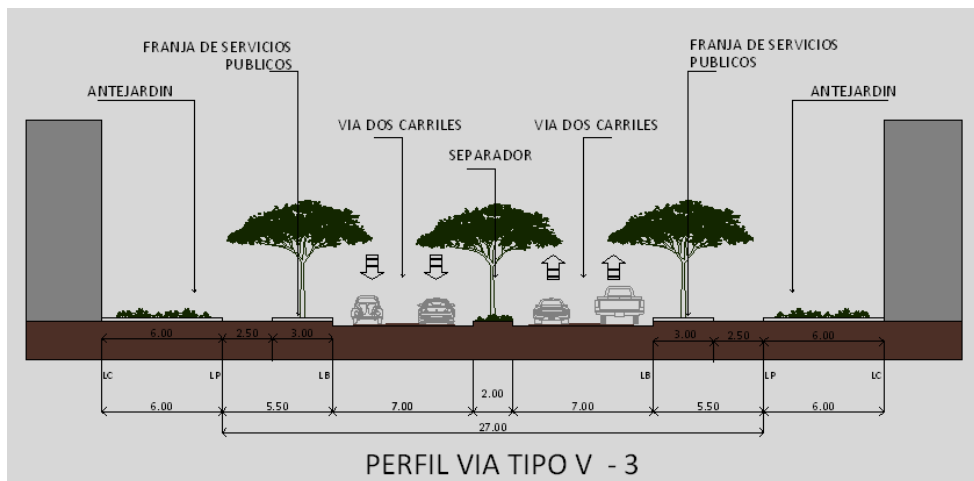 FRANJA DE SERVICIOS
PUBLICOS
FRANJA DE SERVICIOS
PUBLICOS
ANTEJARDIN
ANTEJARDIN
VIA DOS CARRILES
VIA DOS CARRILES
SEPARADOR
6.00 2.50 3.00 3.00 2.50 6.00
LC LP LB LB LP LC
2.00
6.00 5.50 7.00 7.00 5.50 6.00
27.00
PERFIL VIA TIPO V - 3